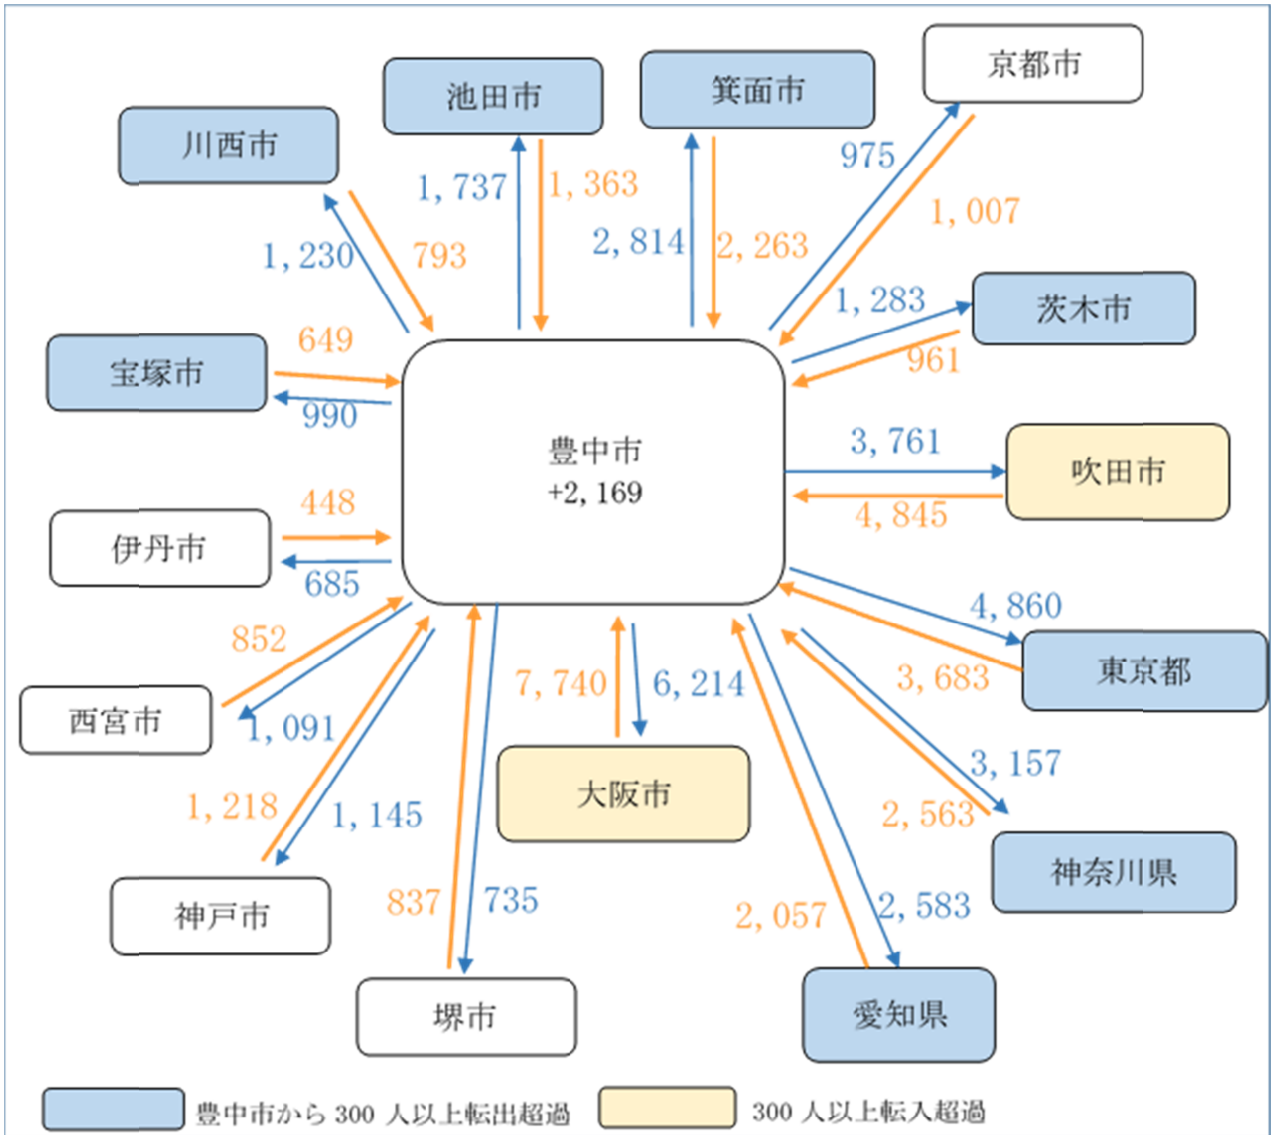 京都市
池田市
箕面市
川西市
975
1,737
1,363
1,007
2,814
2,263
1,230
793
1,283
茨木市
649
961
宝塚市
990
豊中市
+2,169
3,761
吹田市
448
4,845
伊丹市
685
4,860
852
東京都
3,683
7,740
6,214
西宮市
1,091
3,157
大阪市
1,218
1,145
2,563
神奈川県
837
735
2,583
2,057
神戸市
堺市
愛知県
豊中市から300 人以上転出超過
300 人以上転入超過